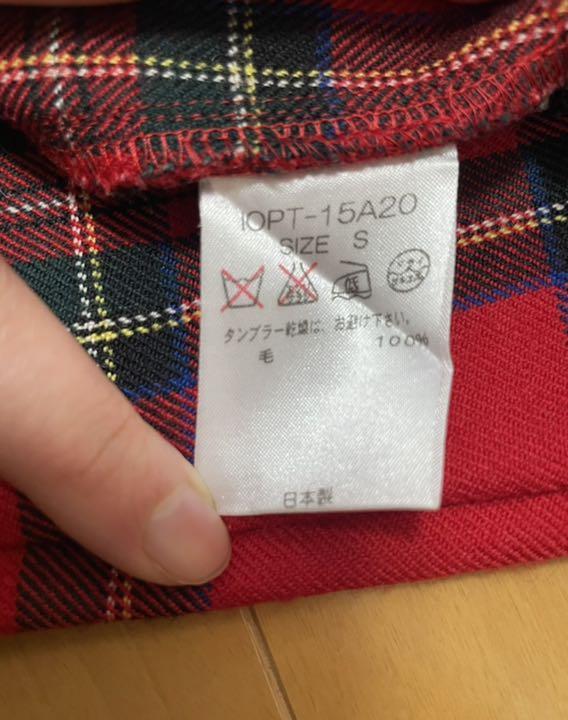 IOPT-15A20
SIZE S
低
タンブラー乾燥は、お避け下さい。
毛 100%
日本製